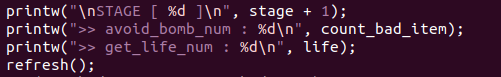 printw("\nSTAGE [ %d ]\n", stage + 1);
printw(">> avoid_bomb_num : %d\n", count_bad_item);
printw(">> get_life_num : %d\n", life);
refresh();